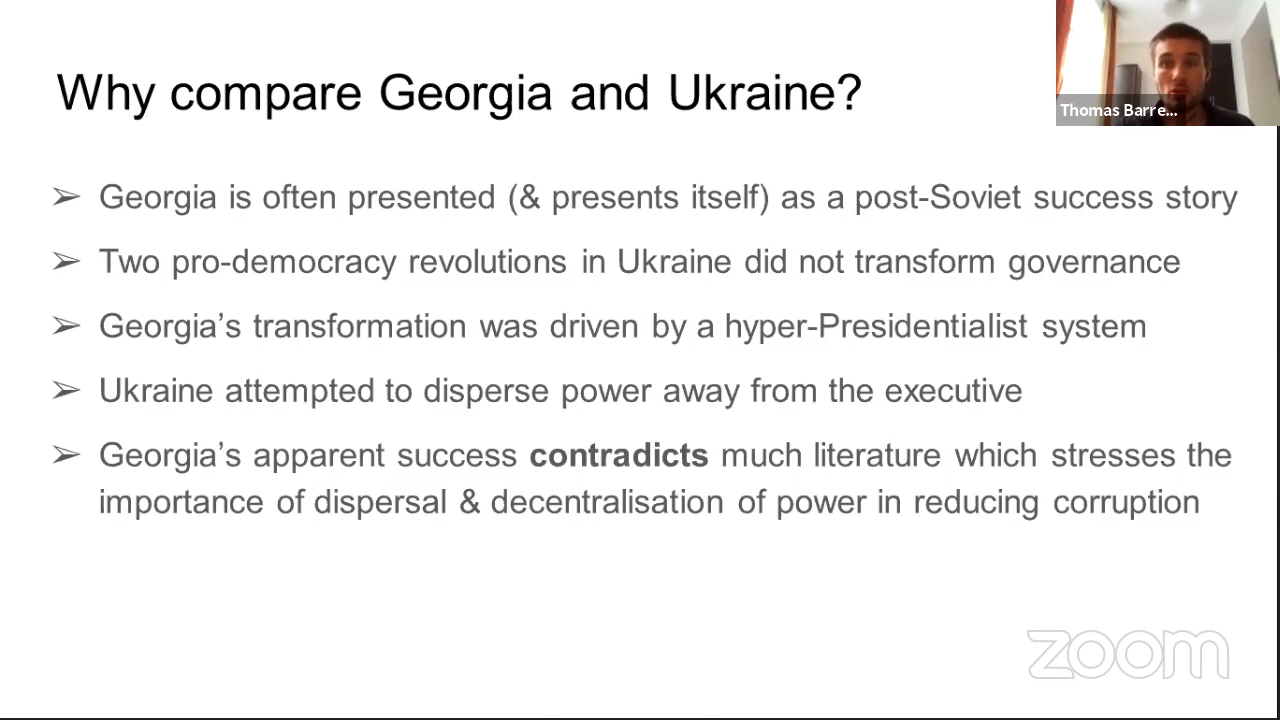 Why compare Georgia and Ukraine?
Thomas Barre...
➢ Georgia is often presented (& presents itself) as a post-Soviet success story
➢ Two pro-democracy revolutions in Ukraine did not transform governance
➢ Georgia’s transformation was driven by a hyper-Presidentialist system
➢ Ukraine attempted to disperse power away from the executive
➢ Georgia’s apparent success contradicts much literature which stresses the
importance of dispersal & decentralisation of power in reducing corruption
zoom